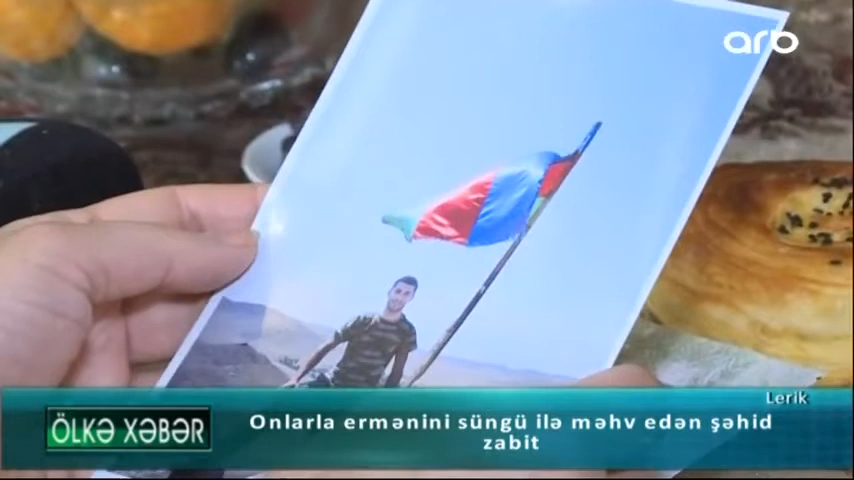 arb
Lerik
ÖLKƏ XƏBƏR
Onlarla ermənini süngü ilə məhv edən şəhid
zabit